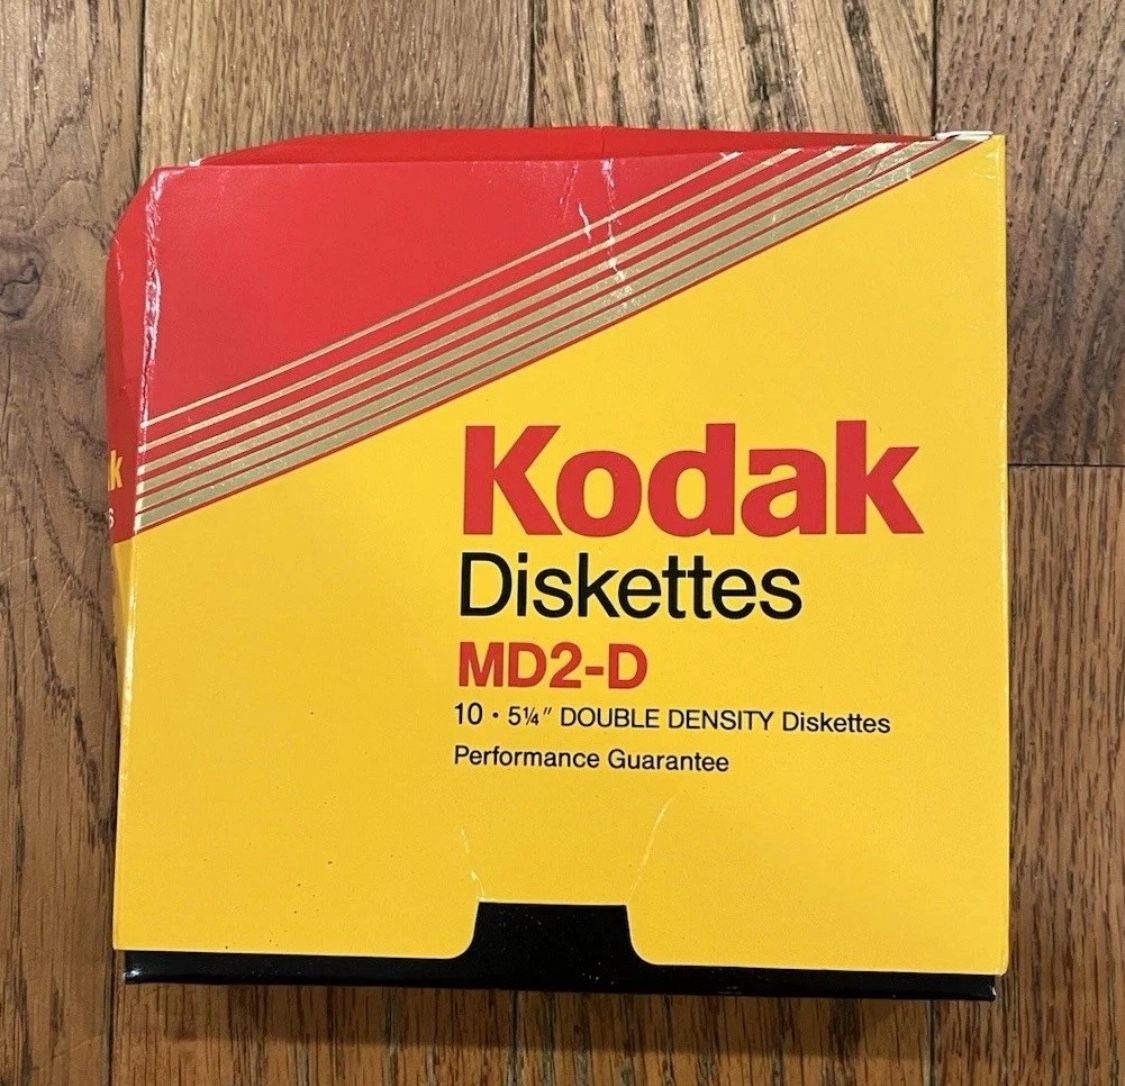 Kodak
Diskettes
MD2-D
10 • 5¼″ DOUBLE DENSITY Diskettes
Performance Guarantee
k
s